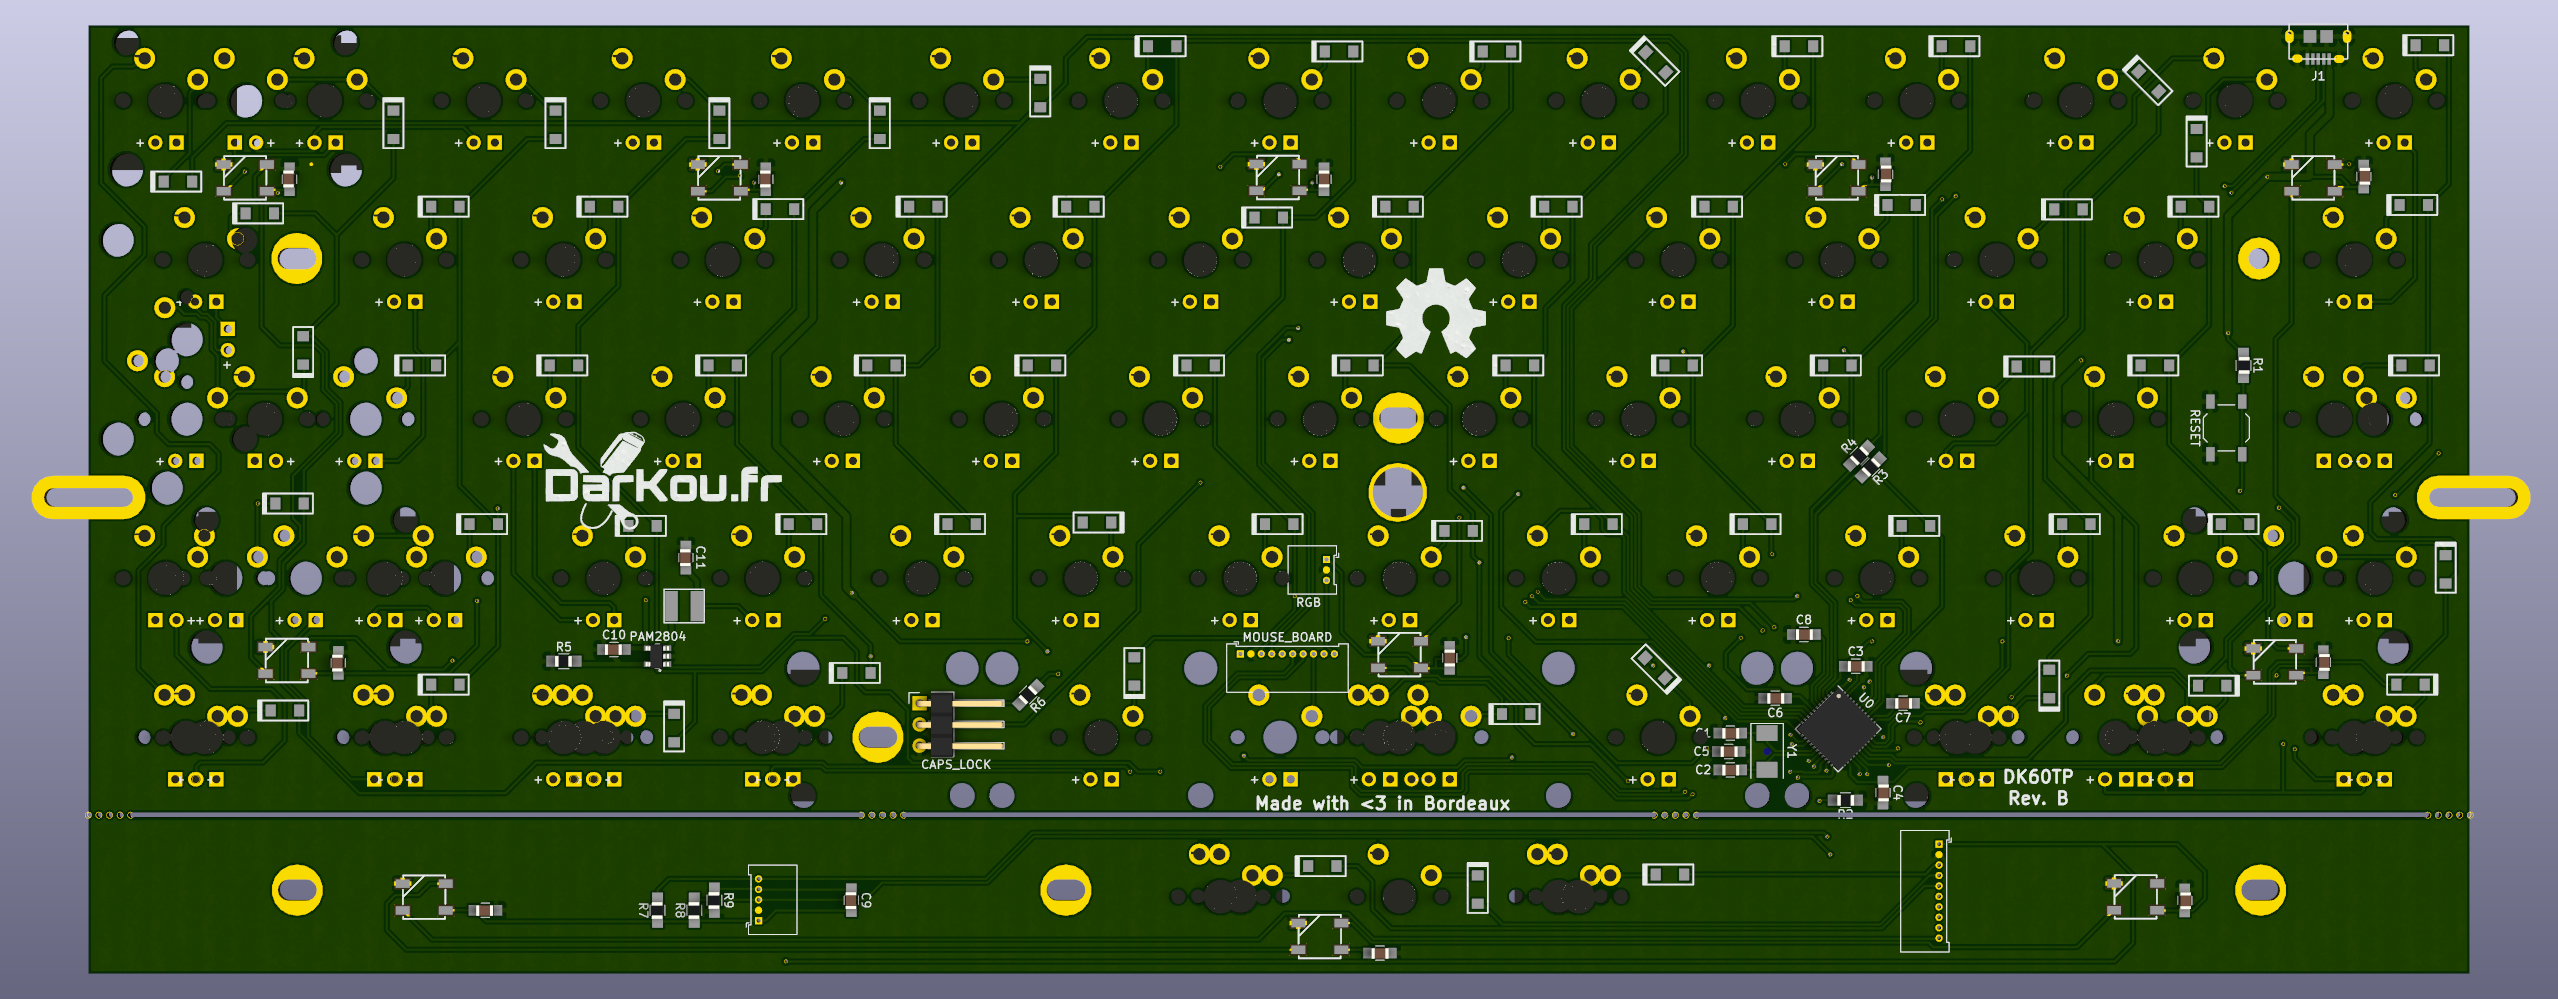 J1
R1
RESET
R4
R3
DarKou.fr
C11
RGB
C10
PAM2804
R5
MOUSE_BOARD
C8
C3
R6
U0
C6
C7
C1
Y1
C5
C2
CAPS_LOCK
DK60TP
Rev. B
C4
Made with <3 in Bordeaux
R2
R7
R8
R9
C9